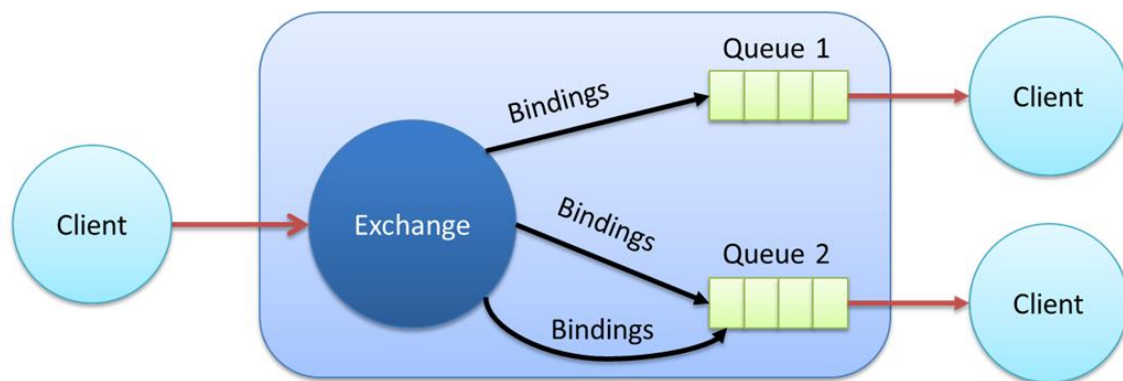 Queue 1
Bindings
Client
Client
Exchange
Bindings
Queue 2
Bindings
Client